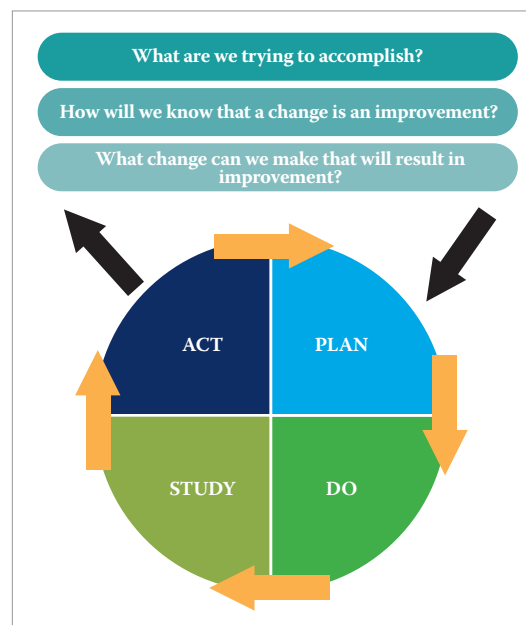 What are we trying to accomplish?
How will we know that a change is an improvement?
What change can we make that will result in
improvement?
ACT
PLAN
STUDY
DO